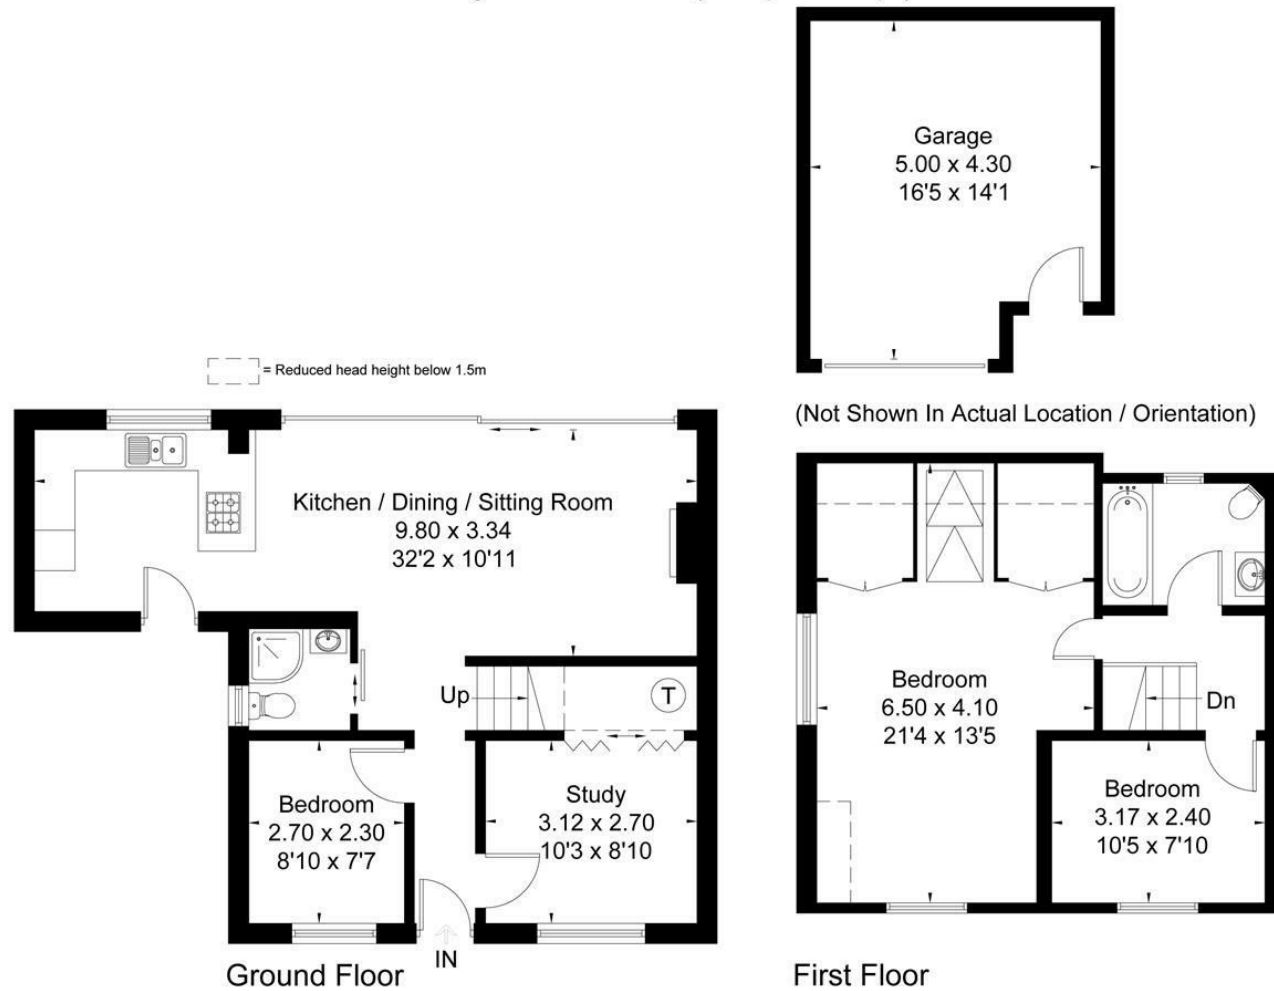 Garage
5.00 x 4.30
16'5 x 14'1
= Reduced head height below 1.5m
(Not Shown In Actual Location / Orientation)
Kitchen / Dining / Sitting Room
9.80 x 3.34
32'2 x 10'11
Up
T
Bedroom
2.70 x 2.30
8'10 x 7'7
Study
3.12 x 2.70
10'3 x 8'10
IN
Ground Floor
Bedroom
6.50 x 4.10
21'4 x 13'5
Dn
Bedroom
3.17 x 2.40
10'5 x 7'10
First Floor